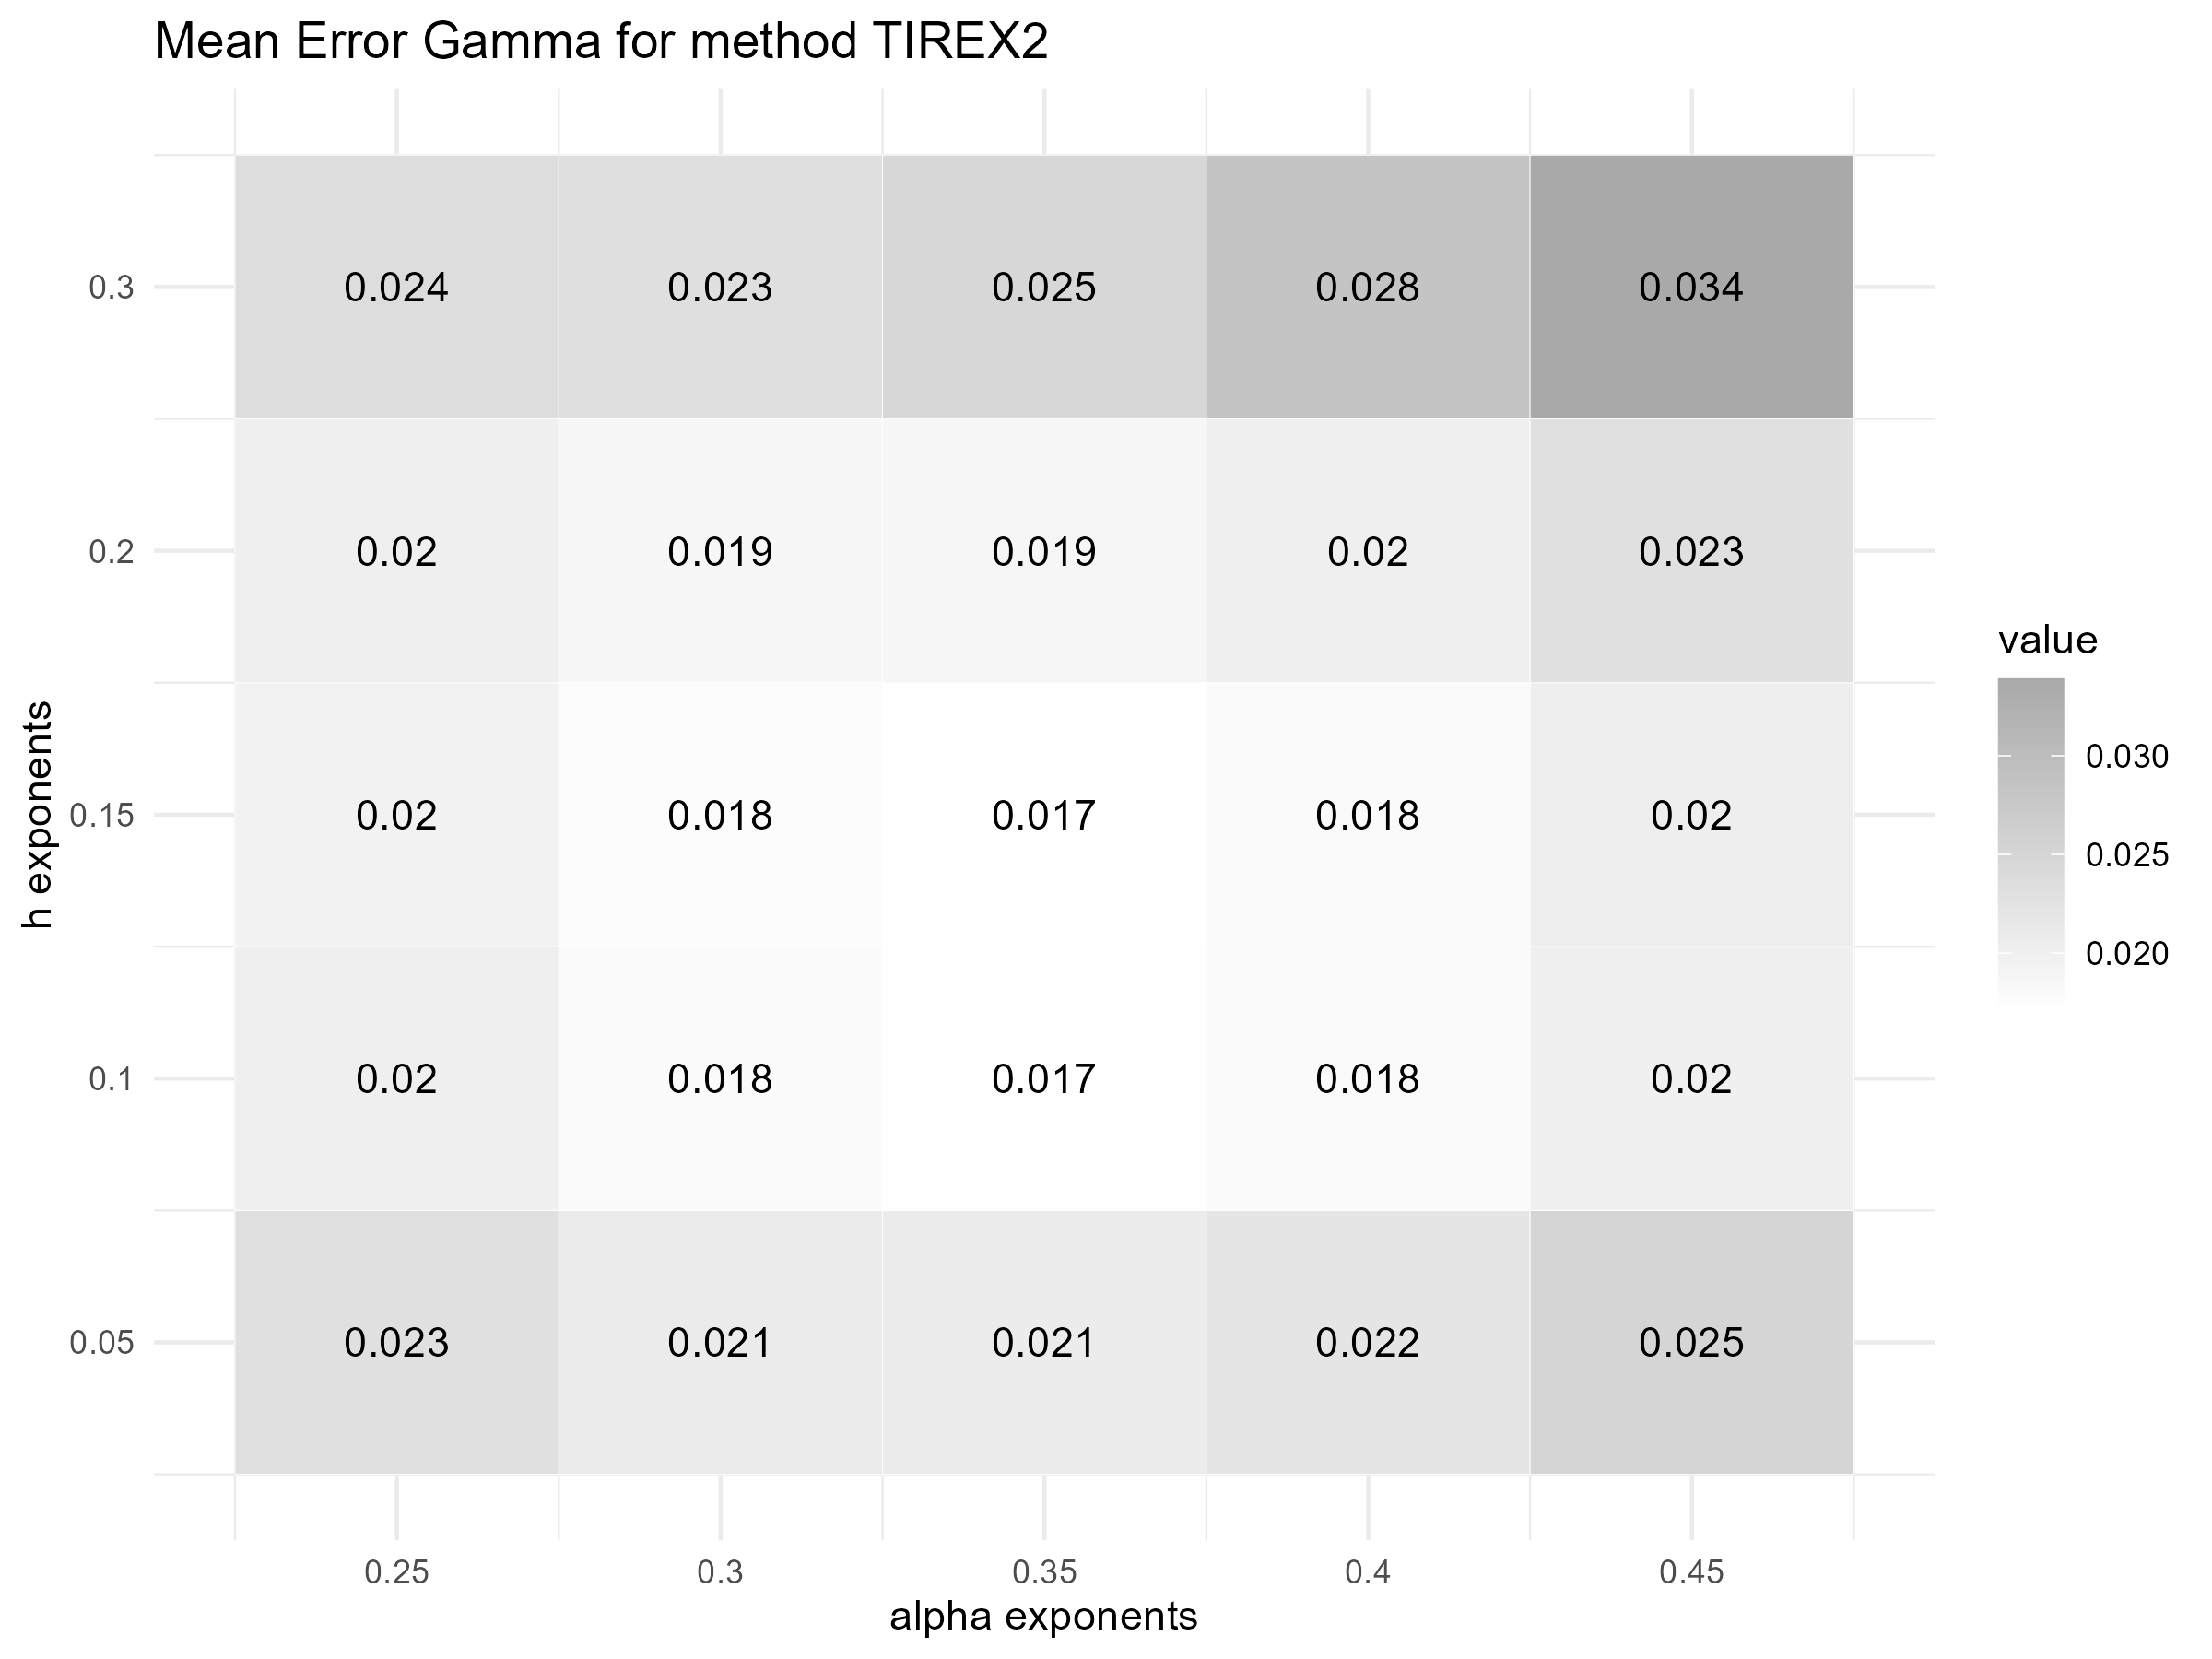 Mean Error Gamma for method TIREX2
0.3 0.024 0.023 0.025 0.028 0.034
0.2 0.02 0.019 0.019 0.02 0.023
0.15 0.02 0.018 0.017 0.018 0.02
0.1 0.02 0.018 0.017 0.018 0.02
0.05 0.023 0.021 0.021 0.022 0.025
0.25 0.3 0.35 0.4 0.45
alpha exponents
h exponents
value
0.030
0.025
0.020